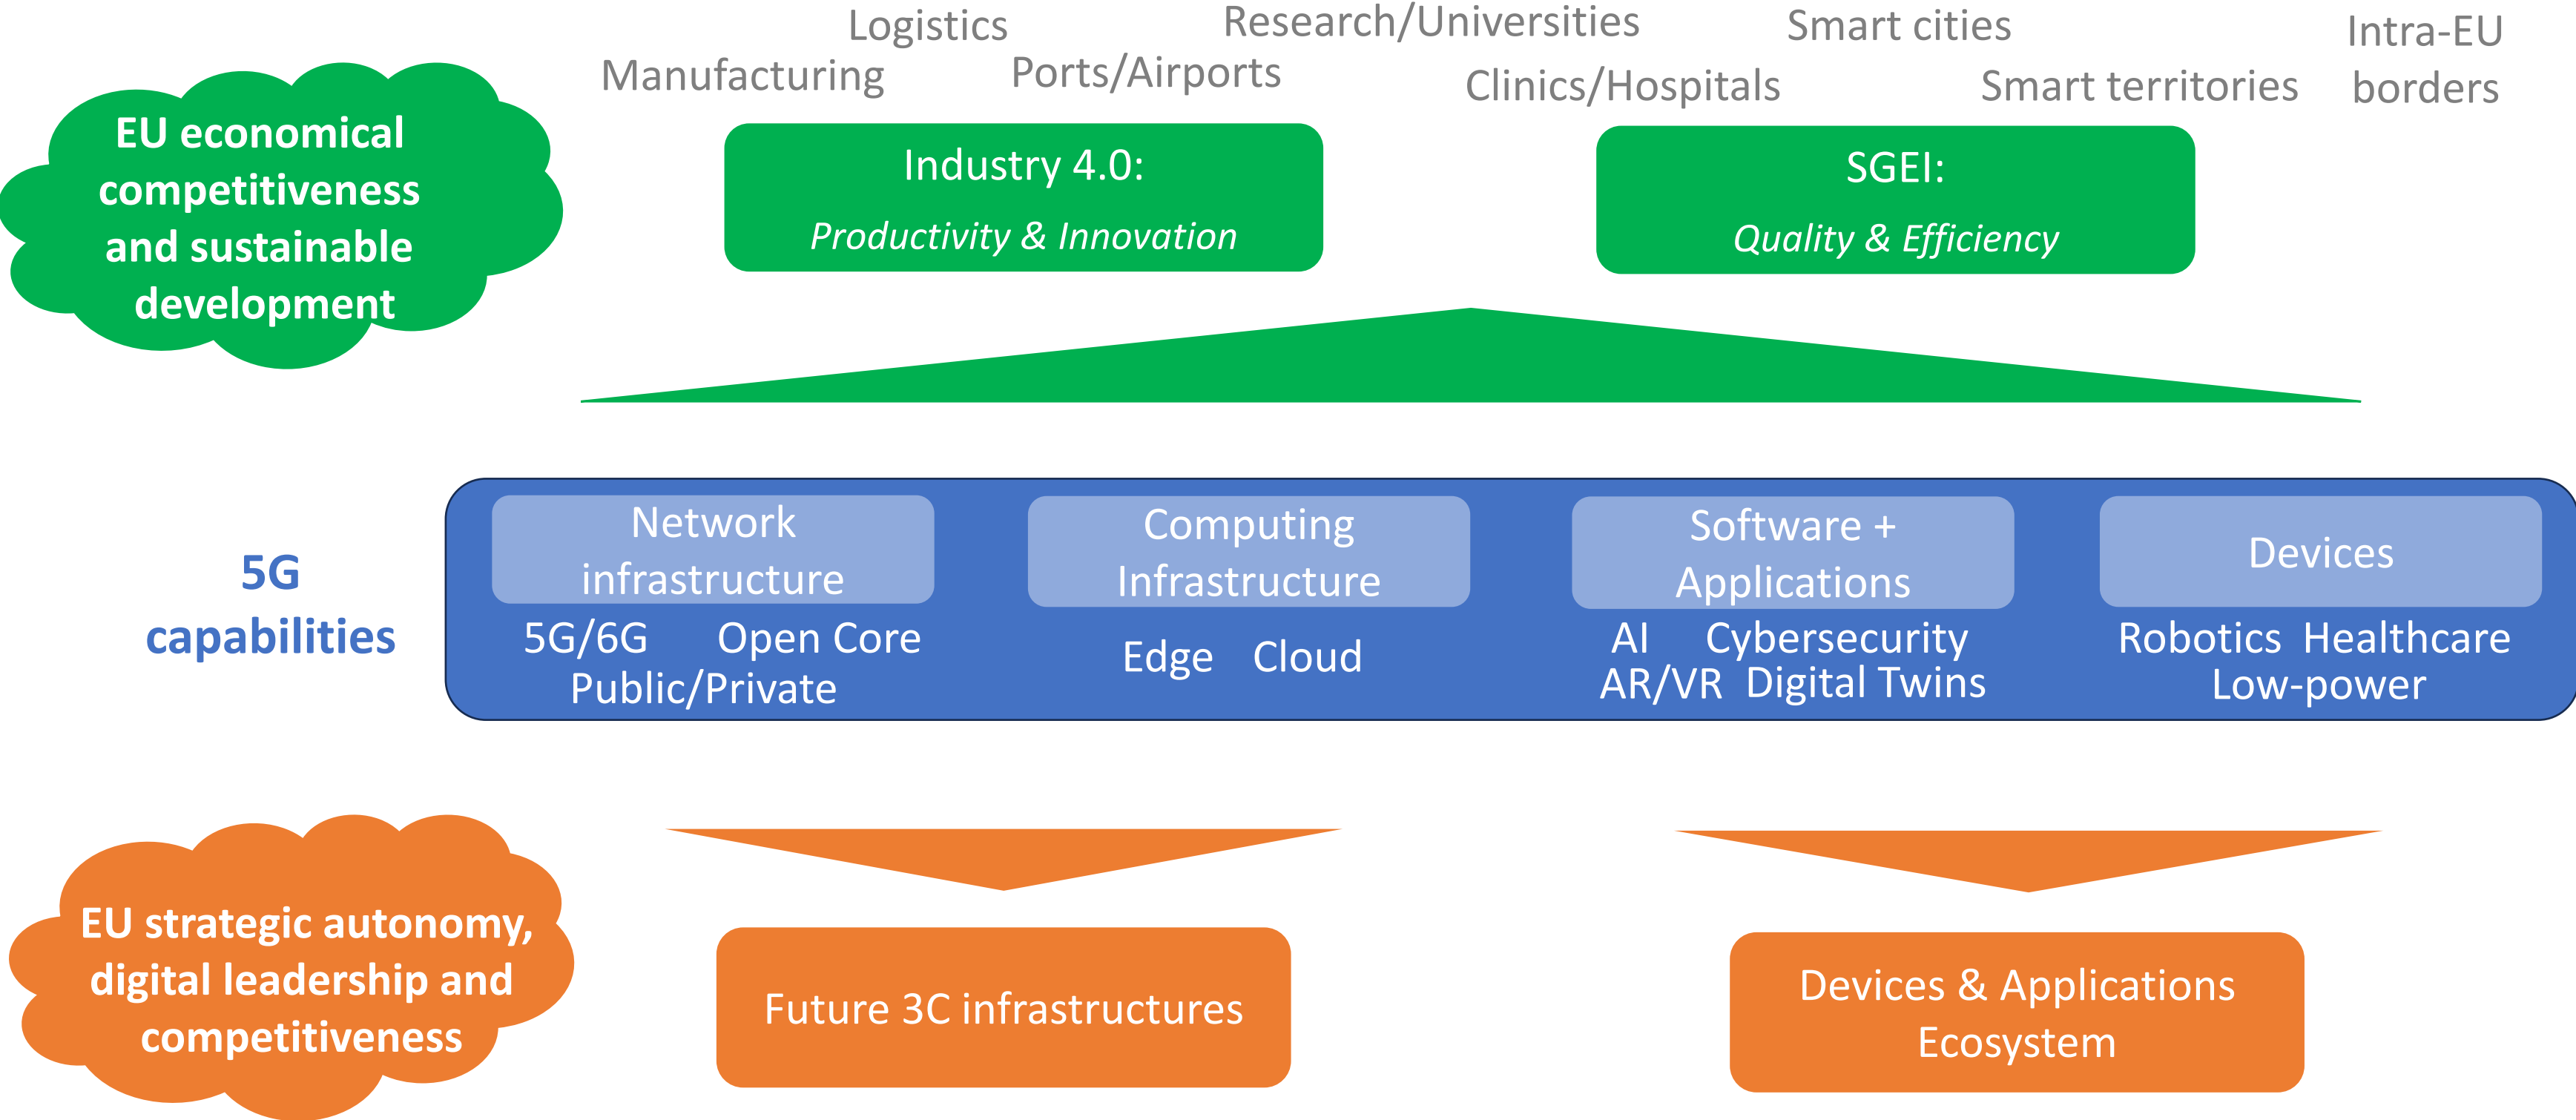 Logistics
Research/Universities
Smart cities
Intra-EU
borders
Manufacturing
Ports/Airports
Clinics/Hospitals
Smart territories
EU economical
competitiveness
and sustainable
development
Industry 4.0:
Productivity & Innovation
SGEI:
Quality & Efficiency
5G
capabilities
Network
infrastructure
5G/6G Open Core
Public/Private
Computing
Infrastructure
Edge Cloud
Software +
Applications
AI Cybersecurity
AR/VR Digital Twins
Devices
Robotics Healthcare
Low-power
EU strategic autonomy,
digital leadership and
competitiveness
Future 3C infrastructures
Devices & Applications
Ecosystem